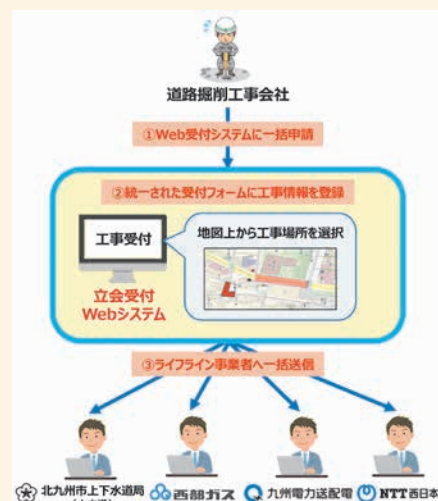 道路掘削工事会社
①Web受付システムに一括申請
②統一された受付フォームに工事情報を登録
工事受付
地図上から工事場所を選択
立会受付
Webシステム
③ライフライン事業者へ一括送信
北九州市上下水道局
西部ガス
九州電力送配電
NTT西日本